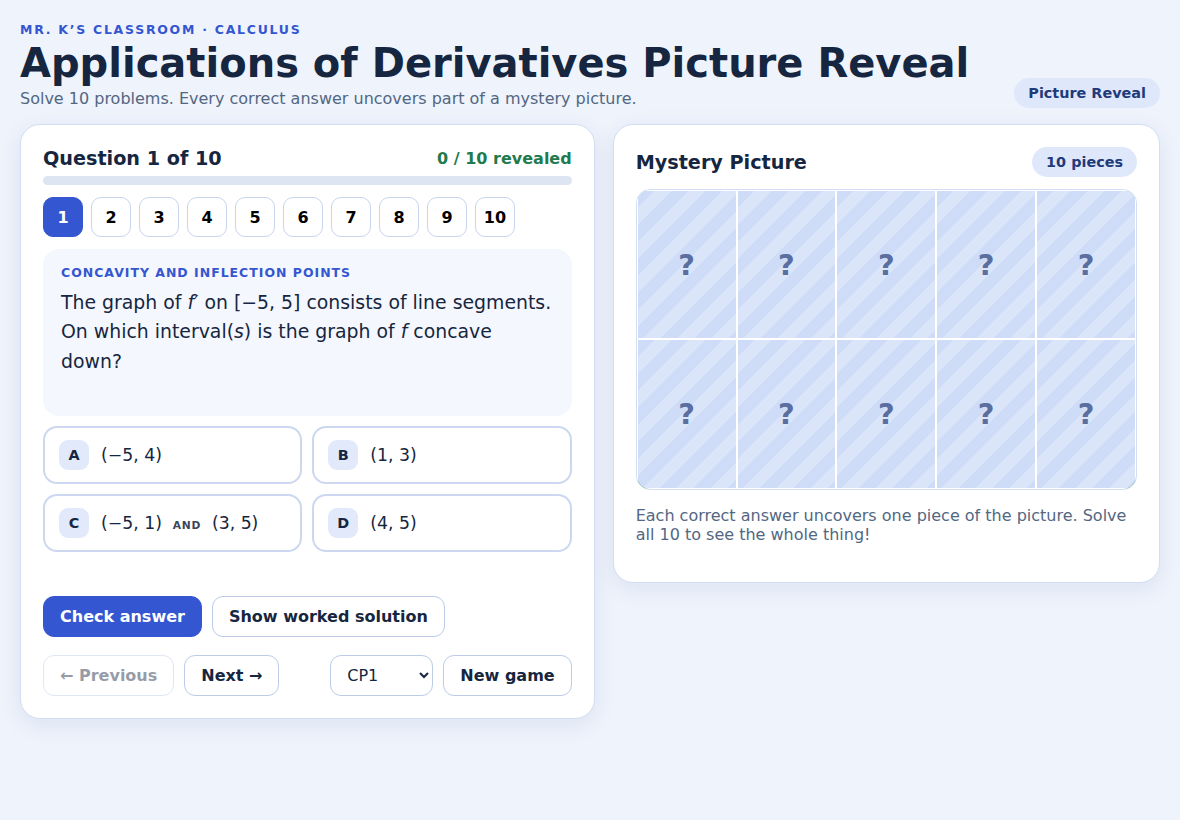 MR. K'S CLASSROOM · CALCULUS
Applications of Derivatives Picture Reveal
Solve 10 problems. Every correct answer uncovers part of a mystery picture.
Picture Reveal
Question 1 of 10
0 / 10 revealed
1 2 3 4 5 6 7 8 9 10
CONCAVITY AND INFLECTION POINTS
The graph of f′ on [−5, 5] consists of line segments.
On which interval(s) is the graph of f concave
down?
A (−5, 4)
B (1, 3)
C (−5, 1) AND (3, 5)
D (4, 5)
Check answer
Show worked solution
← Previous
Next →
CP1
New game
Mystery Picture
10 pieces
? ? ? ? ?
? ? ? ? ?
Each correct answer uncovers one piece of the picture. Solve
all 10 to see the whole thing!